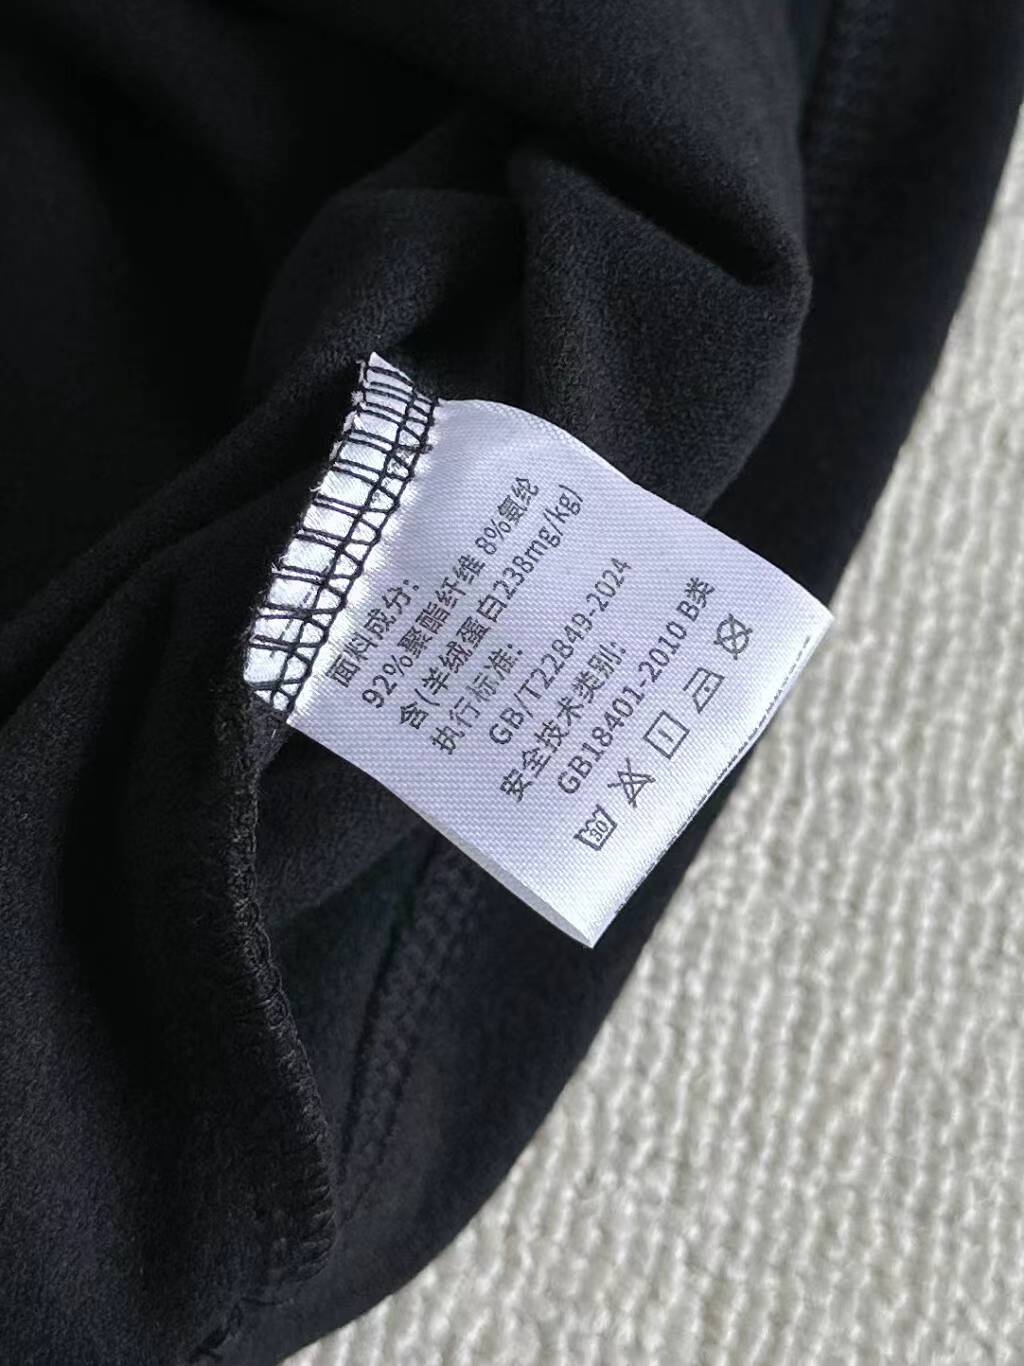 面料成分：
92%聚酯纤维 8%氨纶
含(羊绒蛋白238mg/kg)
执行标准：
GB/T22849-2024
安全技术类别：
GB18401-2010 B类
30